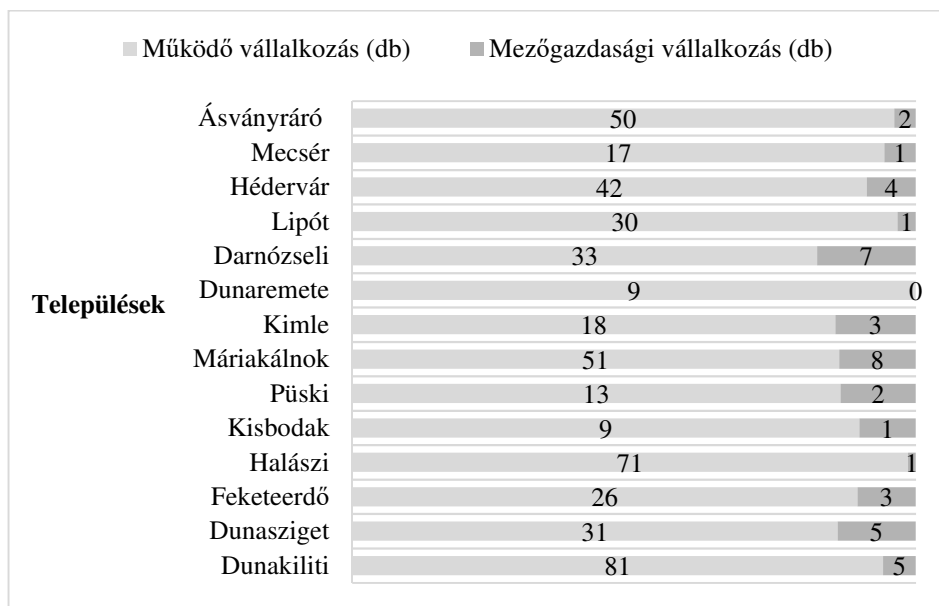 Működő vállalkozás (db) Mezőgazdasági vállalkozás (db)
Ásványráró 50 2
Mecsér 17 1
Hédervár 42 4
Lipót 30 1
Darnózseli 33 7
Települések
Dunaremete 9 0
Kimle 18 3
Máriakálnok 51 8
Püski 13 2
Kisbodak 9 1
Halászi 71 1
Feketeerdő 26 3
Dunasziget 31 5
Dunakiliti 81 5